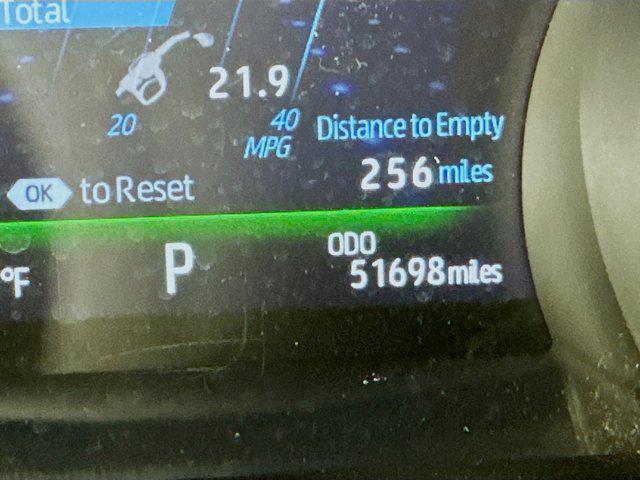 Total
21.9
20
40
MPG
Distance to Empty
256 miles
OK to Reset
°F
P
ODO
51698 miles